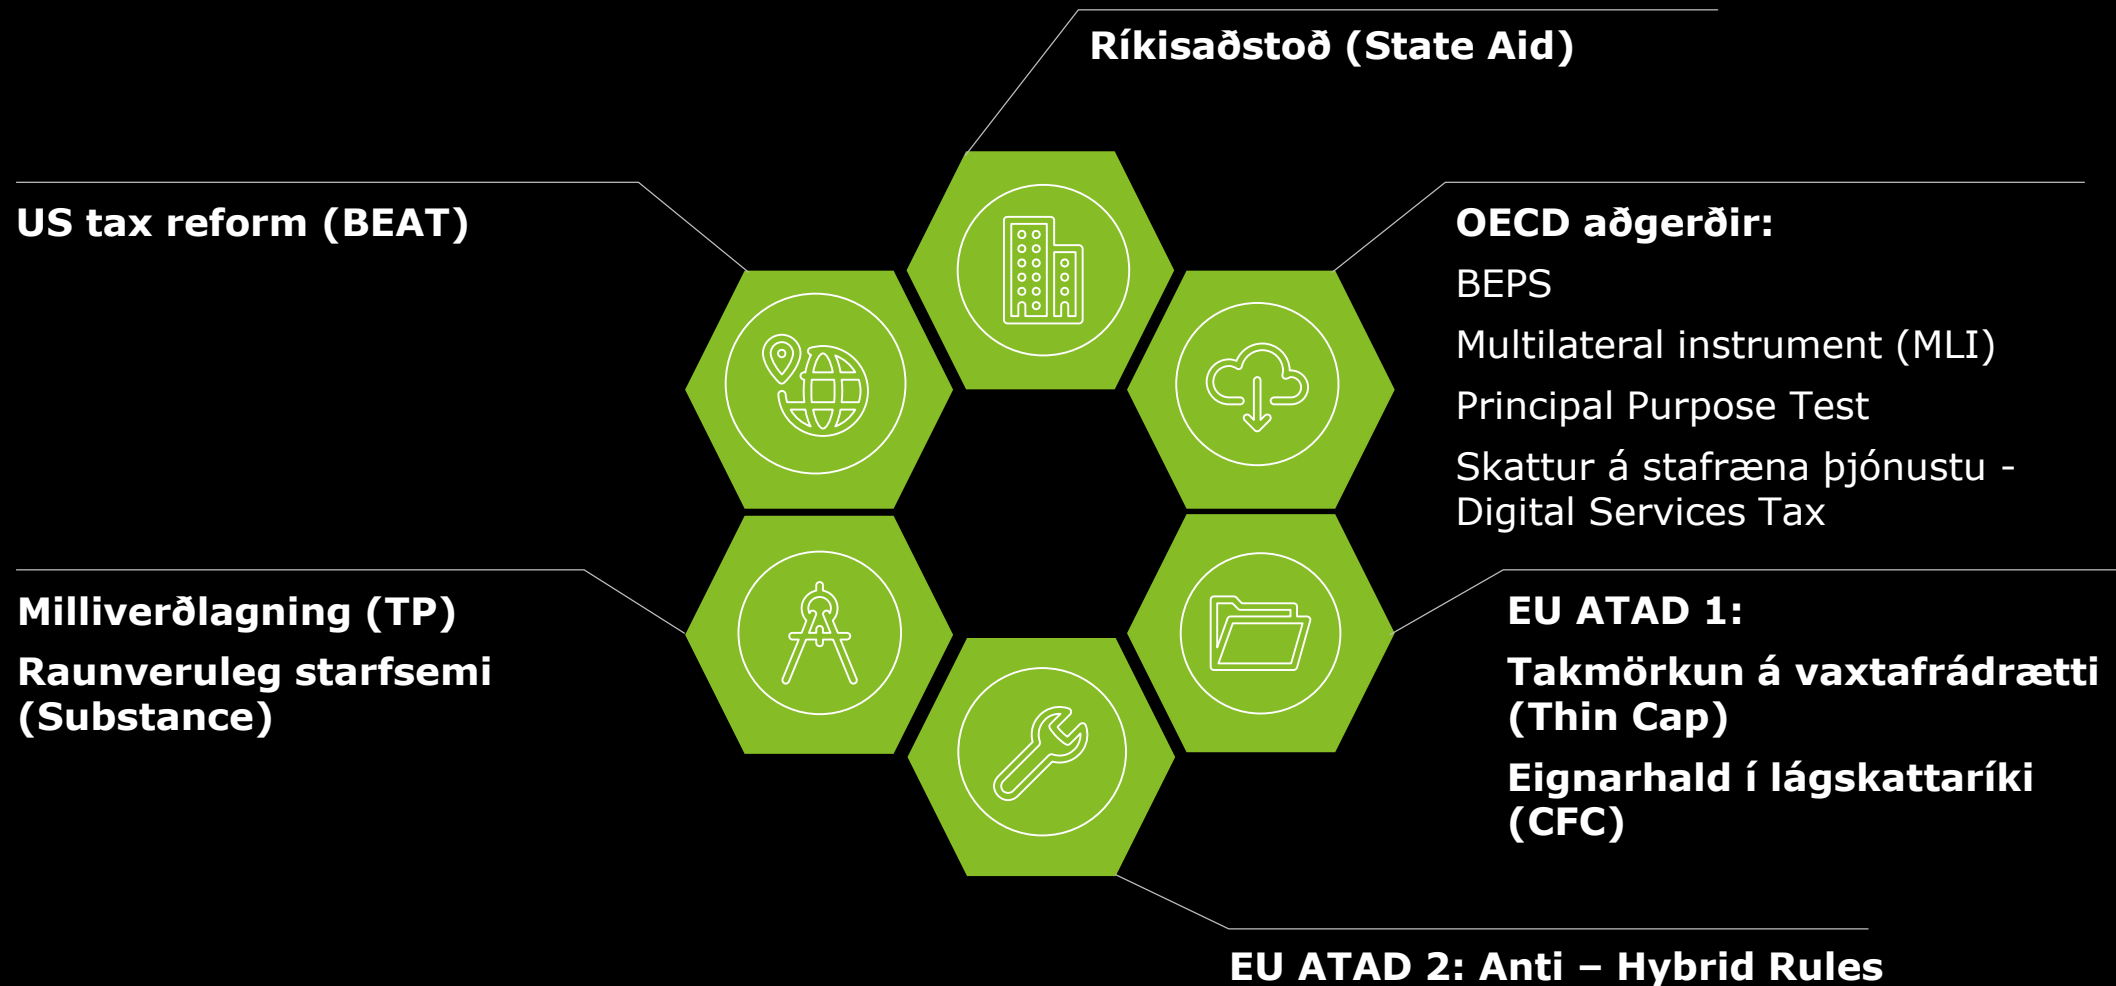 Ríkisaðstoð (State Aid)
US tax reform (BEAT)
OECD aðgerðir:
BEPS
Multilateral instrument (MLI)
Principal Purpose Test
Skattur á stafræna þjónustu -
Digital Services Tax
Milliverðlagning (TP)
Raunveruleg starfsemi
(Substance)
EU ATAD 1:
Takmörkun á vaxtafrádrætti
(Thin Cap)
Eignarhald í lágskattaríki
(CFC)
EU ATAD 2: Anti – Hybrid Rules